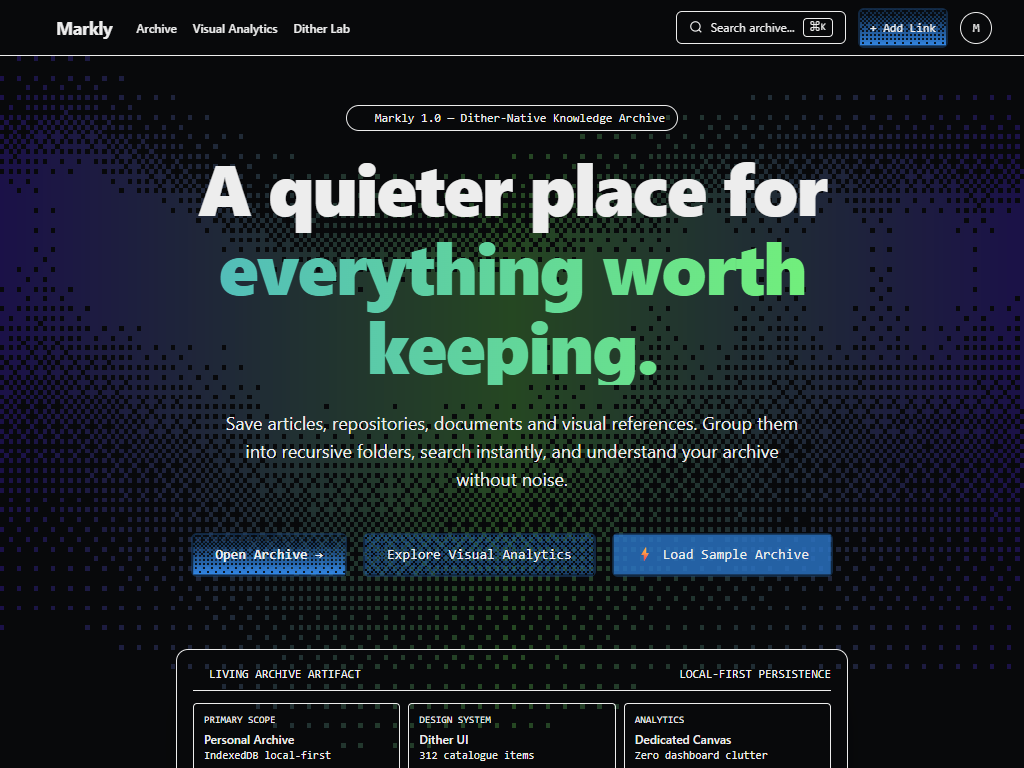 Markly Archive Visual Analytics Dither Lab Search archive... ⌘K + Add Link M
Markly 1.0 — Dither-Native Knowledge Archive
A quieter place for
everything worth
keeping.
Save articles, repositories, documents and visual references. Group them
into recursive folders, search instantly, and understand your archive
without noise.
Open Archive → Explore Visual Analytics ⚡ Load Sample Archive
LIVING ARCHIVE ARTIFACT LOCAL-FIRST PERSISTENCE
PRIMARY SCOPE DESIGN SYSTEM ANALYTICS
Personal Archive Dither UI Dedicated Canvas
IndexedDB local-first 312 catalogue items Zero dashboard clutter